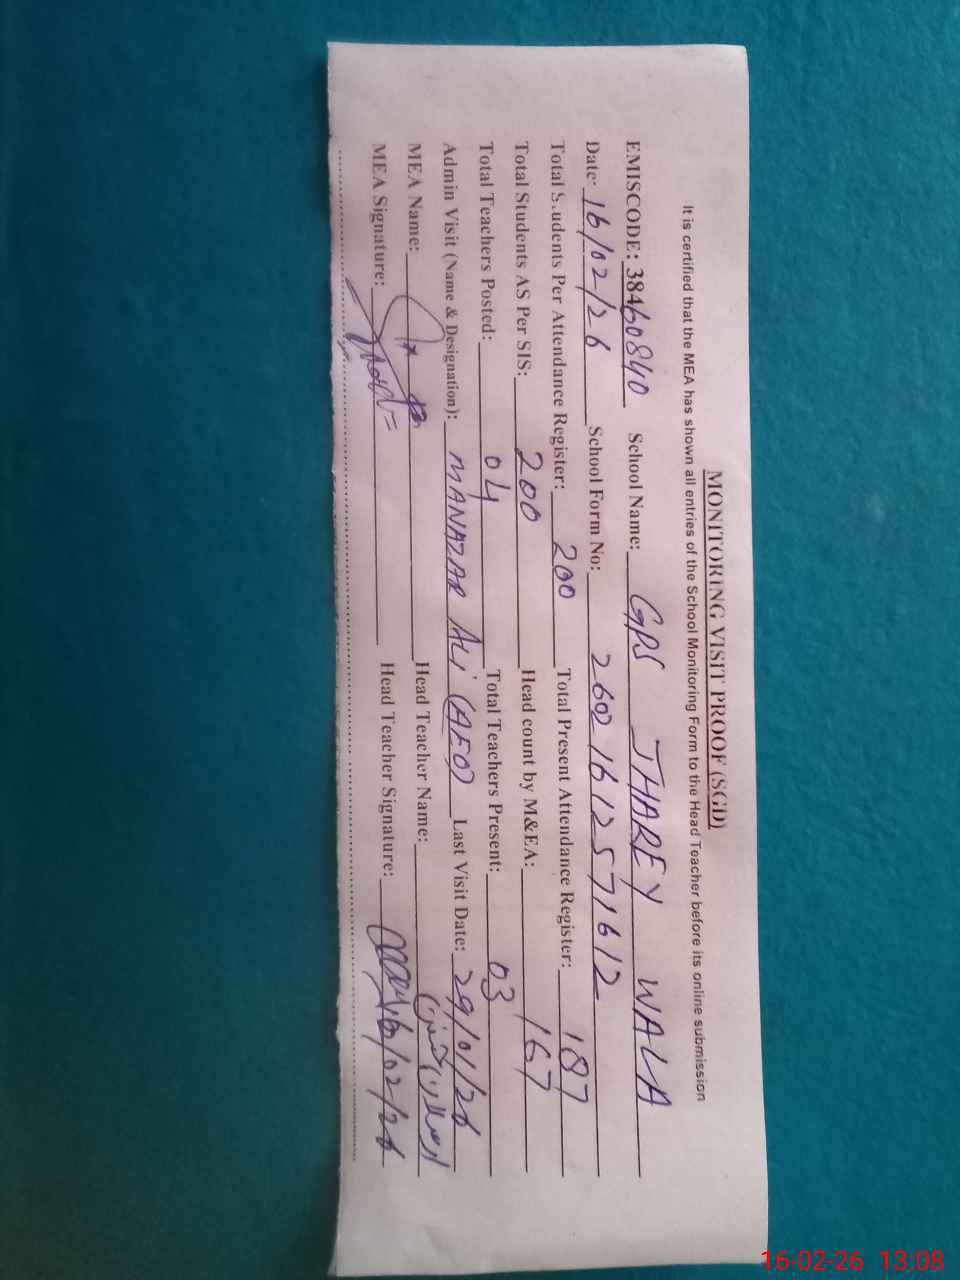 MONITORING VISIT PROOF (SGD)
It is certified that the MEA has shown all entries of the School Monitoring Form to the Head Teacher before its online submission
EMISCODE: 38460840 School Name: GPS JHAREY WALA
Date: 16/02/26 School Form No: 260216125716 12
Total Students Per Attendance Register: 200 Total Present Attendance Register: 187
Total Students AS Per SIS: 200 Head count by M&EA: 167
Total Teachers Posted: 04 Total Teachers Present: 03
Admin Visit (Name & Designation): MANAZAR ALI (AEO) Last Visit Date: 29/01/26
MEA Name: Head Teacher Name:
MEA Signature: Head Teacher Signature: 16/02/26
16-02-26 13:08